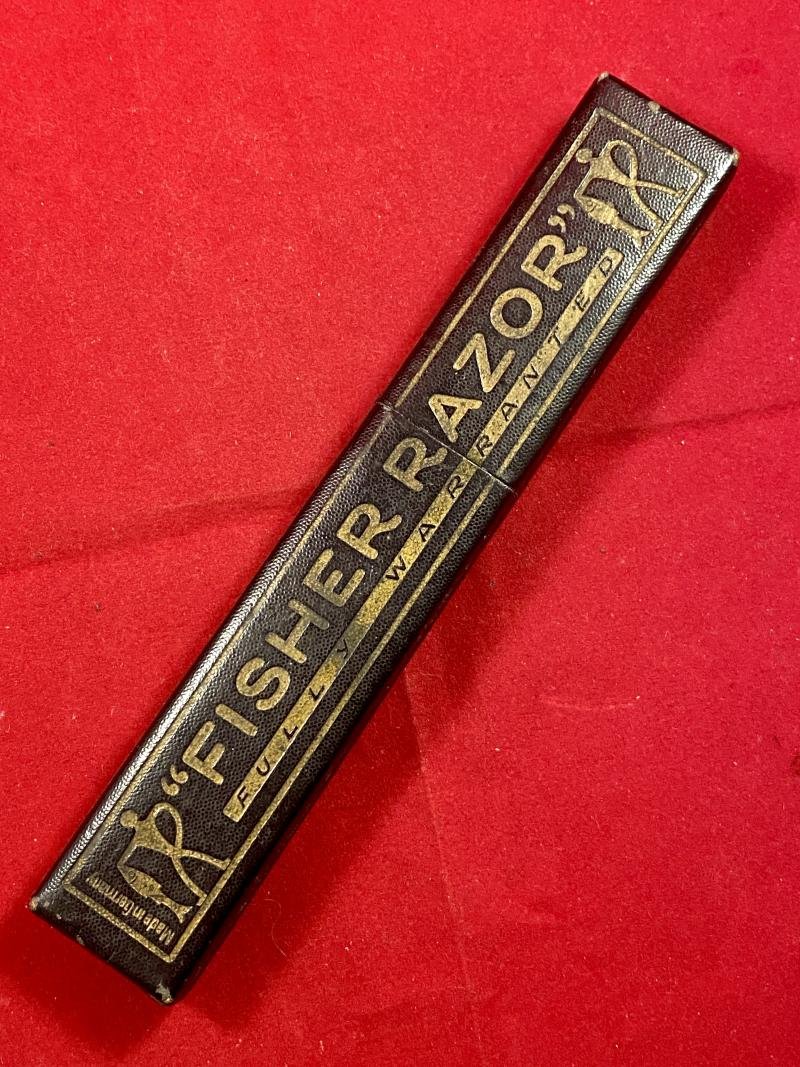 “FISHER RAZOR”
FULLY WARRANTED
Made in Germany